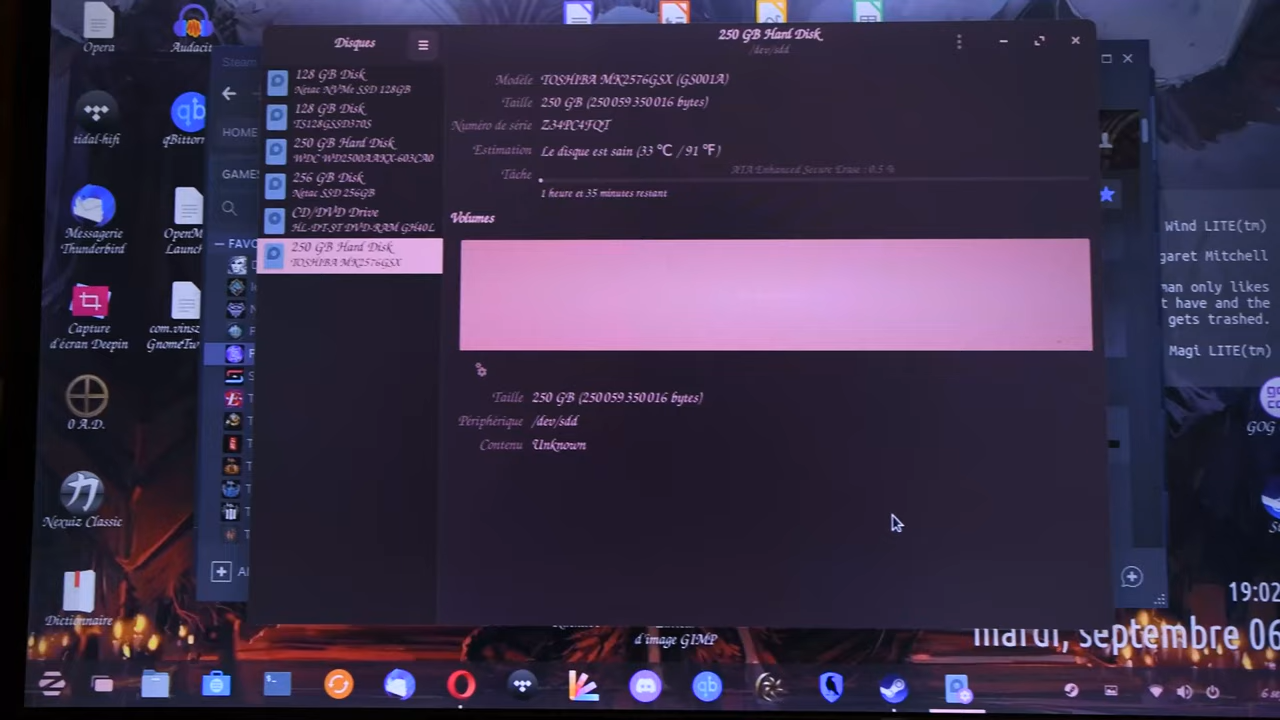 Opera
Audacit
tidal-hifi
qBittorr
Messagerie
Thunderbird
OpenM
Launch
Capture
d'écran Deepin
com.vinsz
GnomeTw
0 A.D.
Nexuiz Classic
Dictionnaire
Steam
HOME
GAMES
FAVO
Disques
128 GB Disk
Netac NVMe SSD 128GB
128 GB Disk
TS128GSSD370S
250 GB Hard Disk
WDC WD2500AAKX-603CA0
256 GB Disk
Netac SSD 256GB
CD/DVD Drive
HL-DT-ST DVD-RAM GH40L
250 GB Hard Disk
TOSHIBA MK2576GSX
250 GB Hard Disk
/dev/sdd
Modèle TOSHIBA MK2576GSX (GS001A)
Taille 250 GB (250 059 350 016 bytes)
Numéro de série Z34PC4FQT
Estimation Le disque est sain (33 °C / 91 °F)
Tâche ATA Enhanced Secure Erase : 0.5 %
1 heure et 35 minutes restant
Volumes
Taille 250 GB (250 059 350 016 bytes)
Périphérique /dev/sdd
Contenu Unknown
Wind LITE(tm)
garet Mitchell
man only likes
t have and the
gets trashed.
Magi LITE(tm)
GOG
d'image GIMP
19:02
mardi, septembre 06